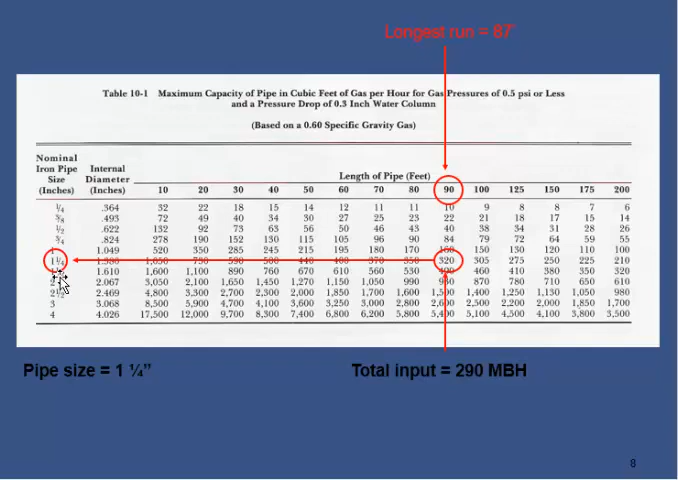 Longest run = 87'
Table 10-1 Maximum Capacity of Pipe in Cubic Feet of Gas per Hour for Gas Pressures of 0.5 psi or Less
and a Pressure Drop of 0.3 Inch Water Column
(Based on a 0.60 Specific Gravity Gas)
Nominal
Iron Pipe Internal
Size Diameter Length of Pipe (Feet)
(Inches) (Inches) 10 20 30 40 50 60 70 80 90 100 125 150 175 200
¼ .364 32 22 18 15 14 12 11 11 10 9 8 8 7 6
⅜ .493 72 49 40 34 30 27 25 23 22 21 18 17 15 14
½ .622 132 92 73 63 56 50 46 43 40 38 34 31 28 26
¾ .824 278 190 152 130 115 105 96 90 84 79 72 64 59 55
1 1.049 520 350 285 245 215 195 180 170 160 150 130 120 110 100
1¼ 320 305 275 250 225 210
1.610 1,600 1,100 890 760 670 610 560 530 460 410 380 350 320
2 2.067 3,050 2,100 1,650 1,450 1,270 1,150 1,050 990 870 780 710 650 610
2½ 2.469 4,800 3,300 2,700 2,300 2,000 1,850 1,700 1,600 1,500 1,400 1,250 1,130 1,050 980
3 3.068 8,500 5,900 4,700 4,100 3,600 3,250 3,000 2,800 2,600 2,500 2,200 2,000 1,850 1,700
4 4.026 17,500 12,000 9,700 8,300 7,400 6,800 6,200 5,800 5,400 5,100 4,500 4,100 3,800 3,500
Pipe size = 1 ¼” Total input = 290 MBH
8